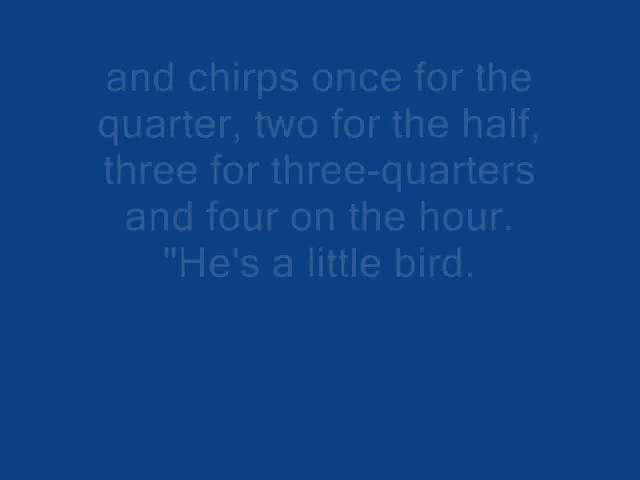 and chirps once for the
quarter, two for the half,
three for three-quarters
and four on the hour.
"He's a little bird.